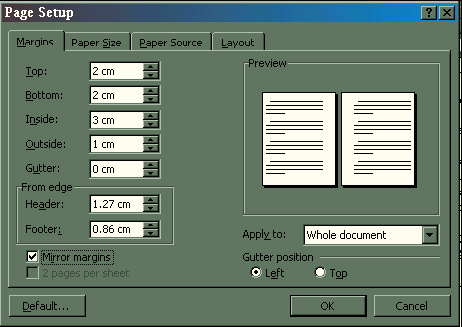 Page Setup
Margins Paper Size Paper Source Layout
Top: 2 cm
Bottom: 2 cm
Inside: 3 cm
Outside: 1 cm
Gutter: 0 cm
From edge
Header: 1.27 cm
Footer: 0.86 cm
Mirror margins
2 pages per sheet
Preview
Apply to: Whole document
Gutter position
Left Top
Default... OK Cancel